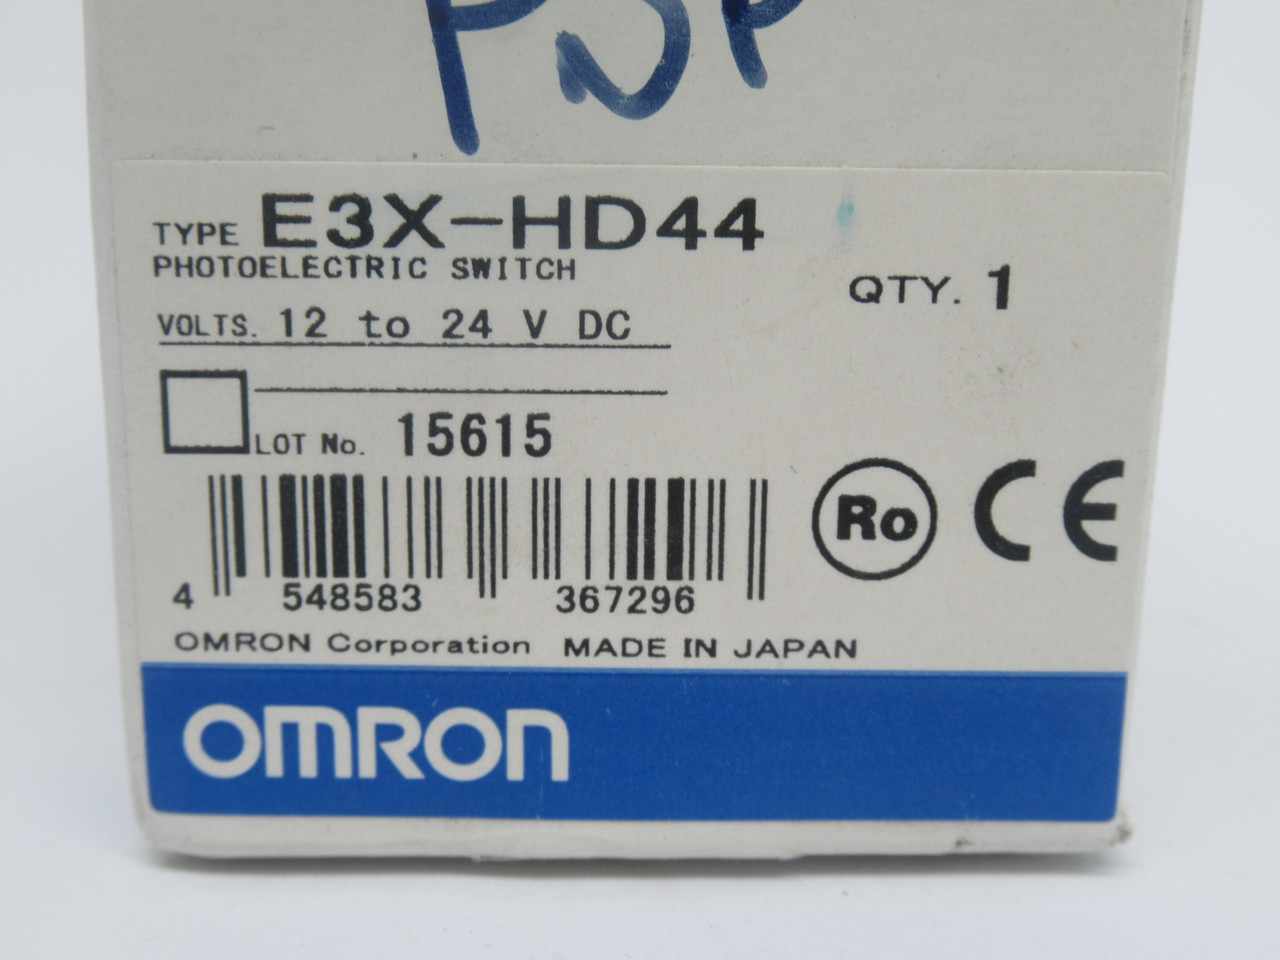 TYPE E3X-HD44
PHOTOELECTRIC SWITCH
QTY. 1
VOLTS. 12 to 24 V DC
LOT No. 15615
Ro CE
4 548583 367296
OMRON Corporation MADE IN JAPAN
OMRON